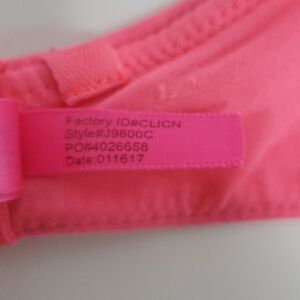 Factory ID#CLICN
Style#J9800C
PO#4026658
Date:011617